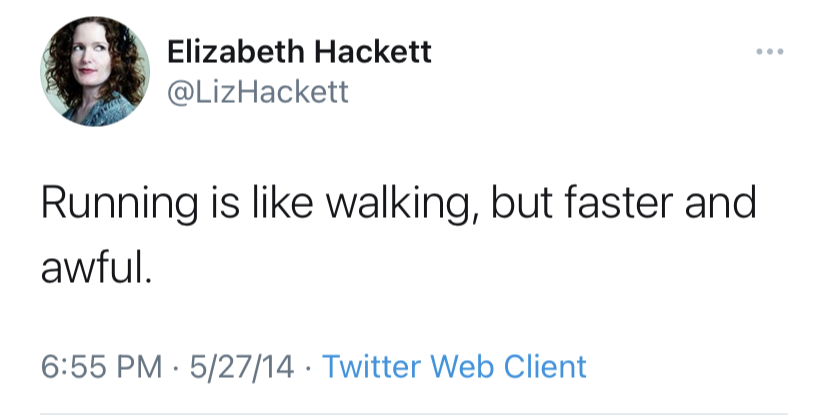 Elizabeth Hackett
@LizHackett
Running is like walking, but faster and
awful.
6:55 PM · 5/27/14 · Twitter Web Client